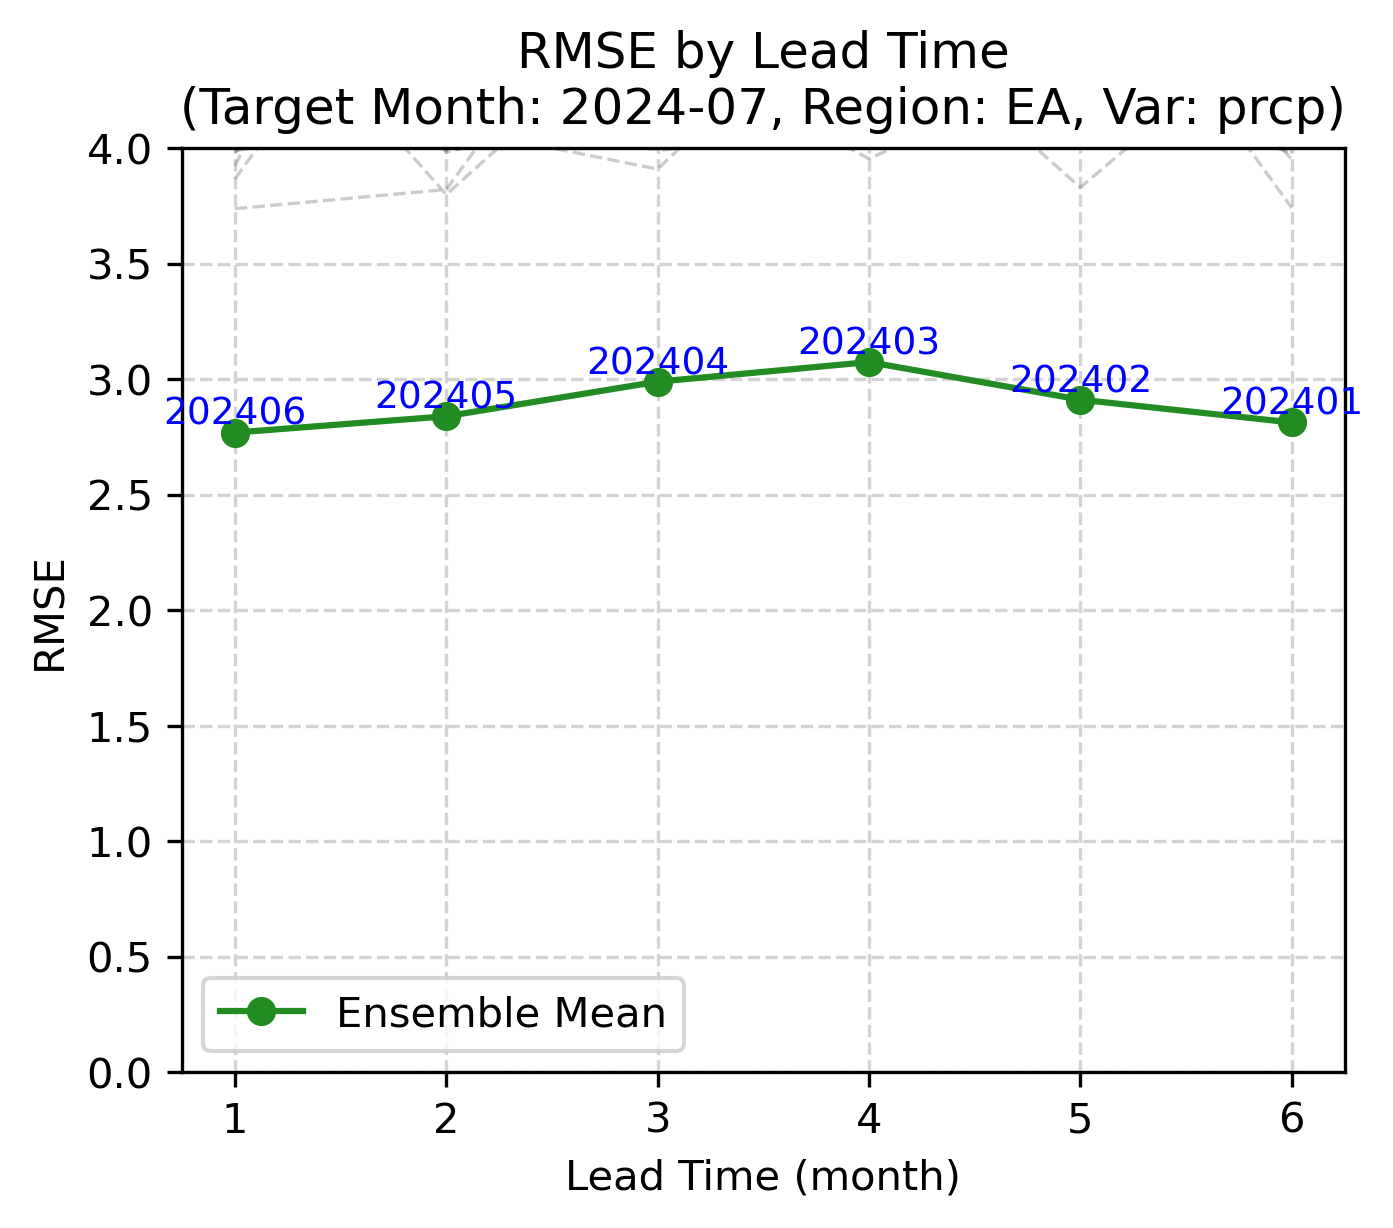 RMSE by Lead Time
(Target Month: 2024-07, Region: EA, Var: prcp)
4.0
3.5
3.0
2.5
2.0
1.5
1.0
0.5
0.0
RMSE
202406
202405
202404
202403
202402
202401
Ensemble Mean
1 2 3 4 5 6
Lead Time (month)